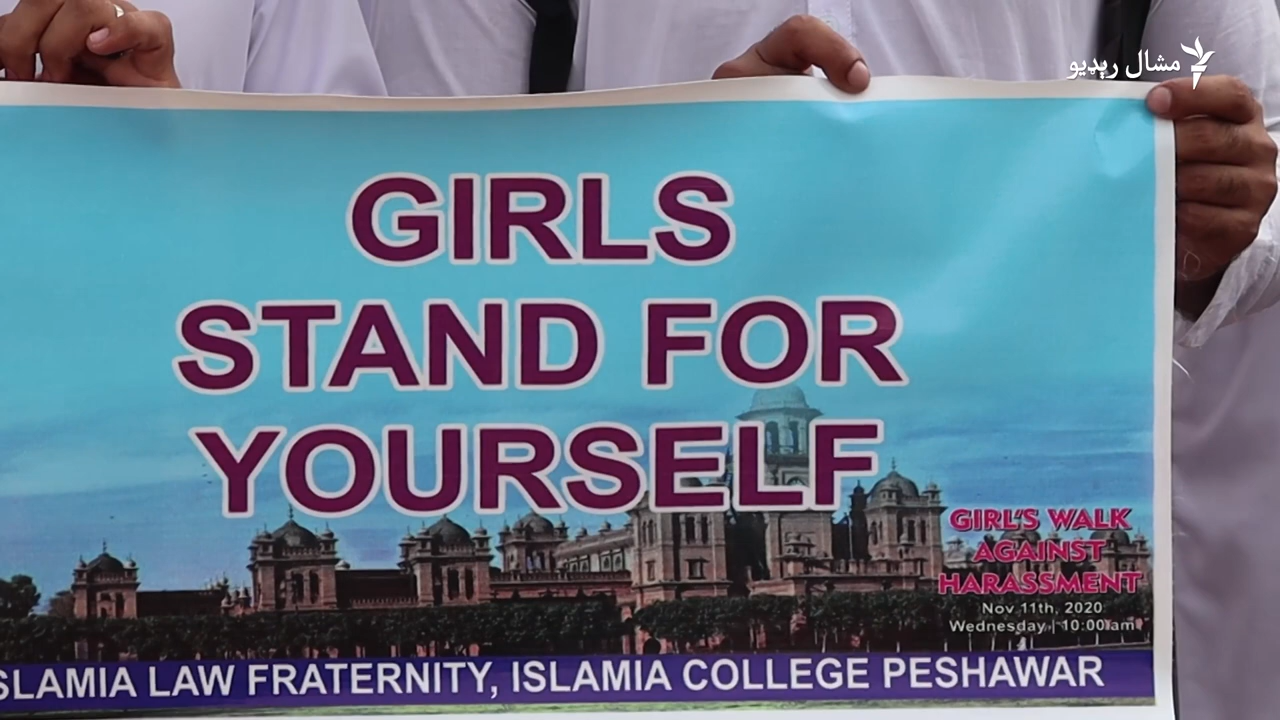 مشال رېډیو
GIRLS
STAND FOR
YOURSELF
GIRL'S WALK
AGAINST
HARASSMENT
Nov 11th, 2020
Wednesday | 10:00 am
SLAMIA LAW FRATERNITY, ISLAMIA COLLEGE PESHAWAR